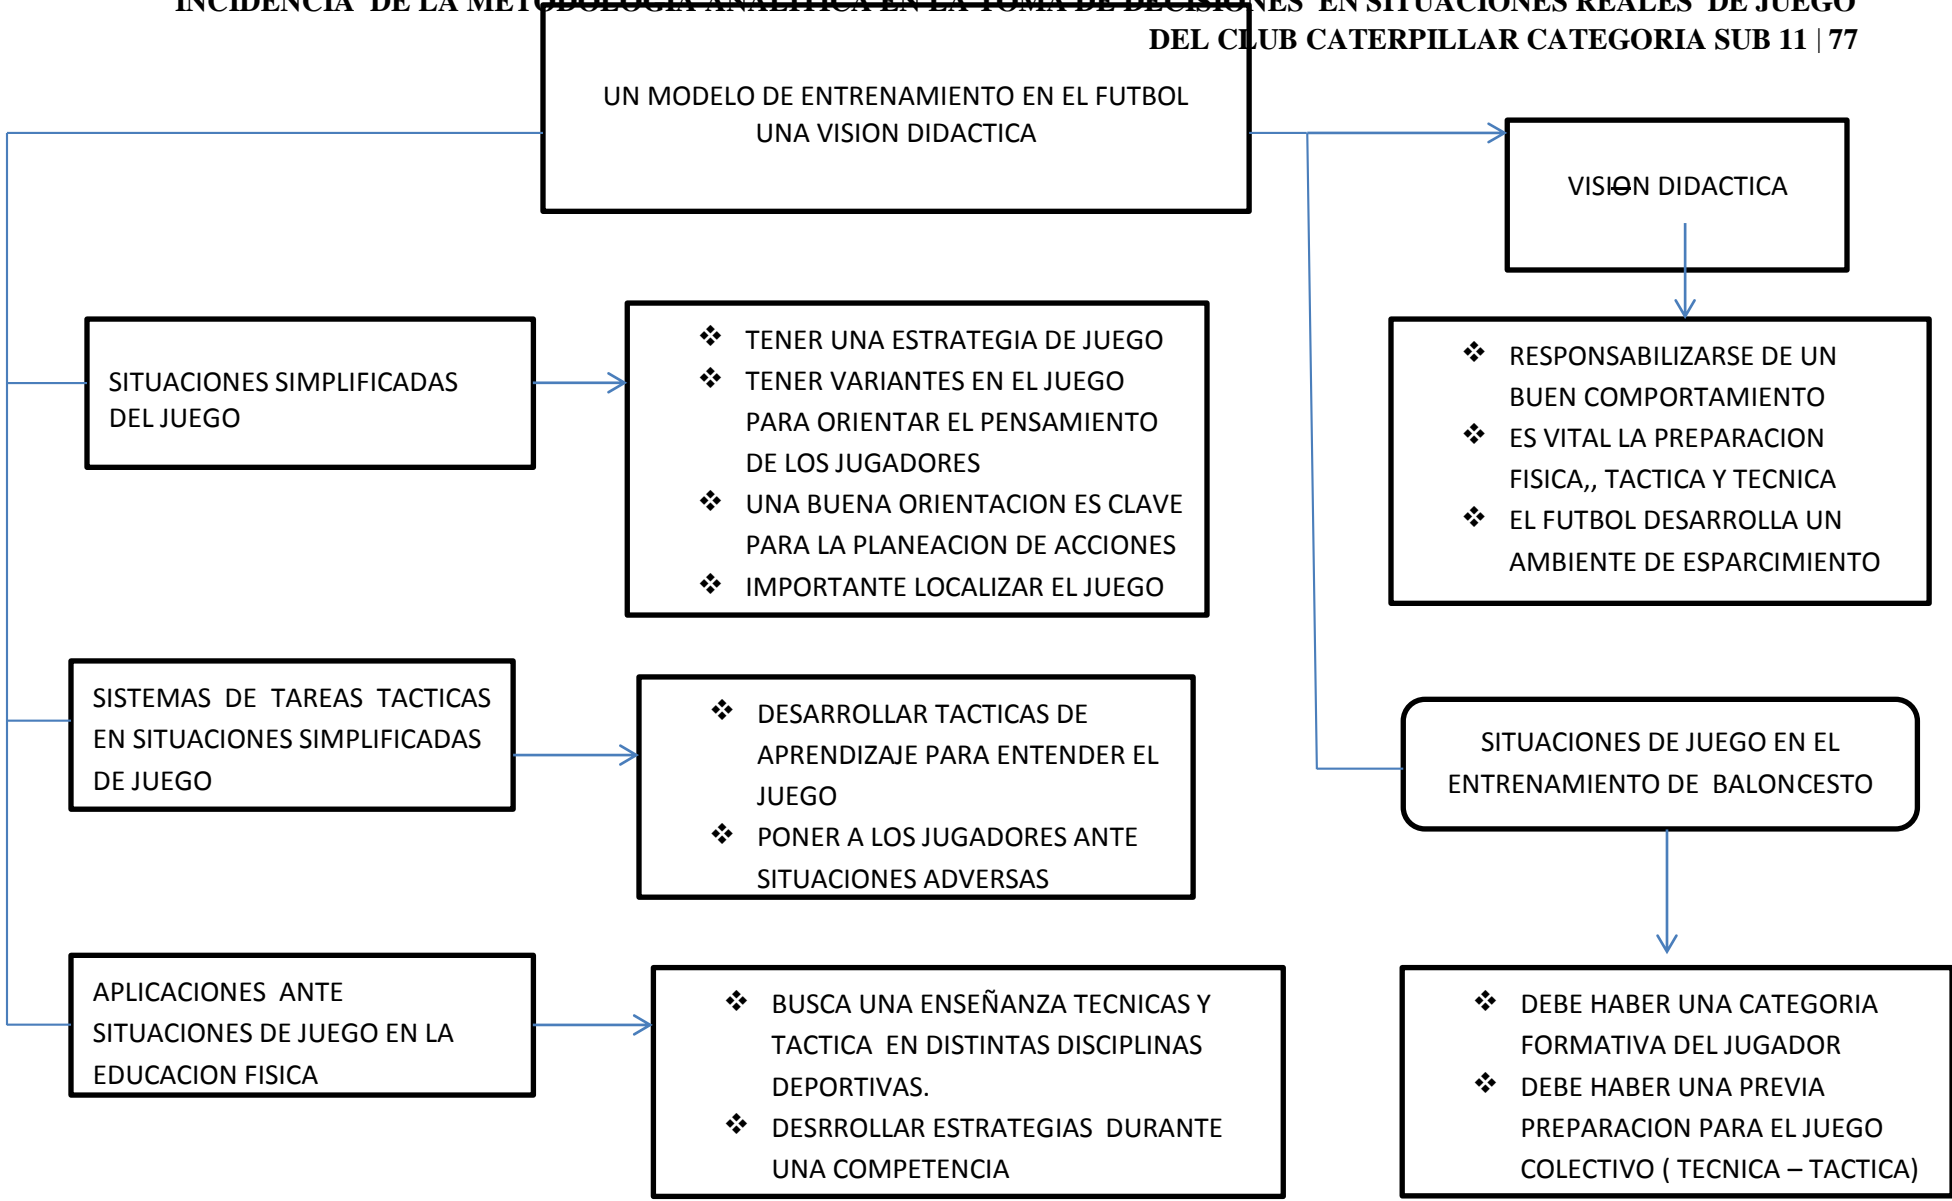 INCIDENCIA DE LA METODOLOGIA ANALITICA EN LA TOMA DE DECISIONES EN SITUACIONES REALES DE JUEGO
DEL CLUB CATERPILLAR CATEGORIA SUB 11 | 77
UN MODELO DE ENTRENAMIENTO EN EL FUTBOL
UNA VISION DIDACTICA
VISION DIDACTICA
SITUACIONES SIMPLIFICADAS
DEL JUEGO
❖ TENER UNA ESTRATEGIA DE JUEGO
❖ TENER VARIANTES EN EL JUEGO
PARA ORIENTAR EL PENSAMIENTO
DE LOS JUGADORES
❖ UNA BUENA ORIENTACION ES CLAVE
PARA LA PLANEACION DE ACCIONES
❖ IMPORTANTE LOCALIZAR EL JUEGO
❖ RESPONSABILIZARSE DE UN
BUEN COMPORTAMIENTO
❖ ES VITAL LA PREPARACION
FISICA,, TACTICA Y TECNICA
❖ EL FUTBOL DESARROLLA UN
AMBIENTE DE ESPARCIMIENTO
SISTEMAS DE TAREAS TACTICAS
EN SITUACIONES SIMPLIFICADAS
DE JUEGO
❖ DESARROLLAR TACTICAS DE
APRENDIZAJE PARA ENTENDER EL
JUEGO
❖ PONER A LOS JUGADORES ANTE
SITUACIONES ADVERSAS
SITUACIONES DE JUEGO EN EL
ENTRENAMIENTO DE BALONCESTO
APLICACIONES ANTE
SITUACIONES DE JUEGO EN LA
EDUCACION FISICA
❖ BUSCA UNA ENSEÑANZA TECNICAS Y
TACTICA EN DISTINTAS DISCIPLINAS
DEPORTIVAS.
❖ DESRROLLAR ESTRATEGIAS DURANTE
UNA COMPETENCIA
❖ DEBE HABER UNA CATEGORIA
FORMATIVA DEL JUGADOR
❖ DEBE HABER UNA PREVIA
PREPARACION PARA EL JUEGO
COLECTIVO ( TECNICA – TACTICA)